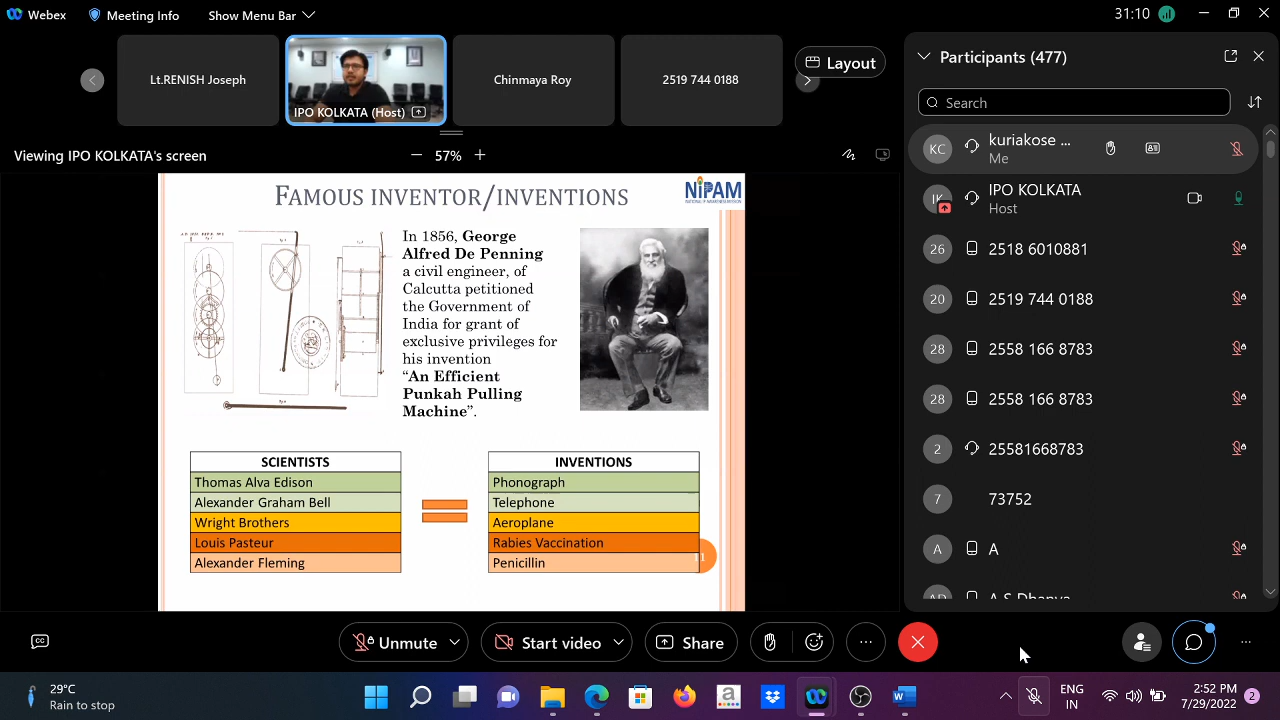 Webex
Meeting Info
Show Menu Bar
31:10
Lt.RENISH Joseph
IPO KOLKATA (Host)
Chinmaya Roy
2519 744 0188
Layout
Viewing IPO KOLKATA's screen
57%
FAMOUS INVENTOR/INVENTIONS
NIPAM
In 1856, George
Alfred De Penning
a civil engineer, of
Calcutta petitioned
the Government of
India for grant of
exclusive privileges for
his invention
“An Efficient
Punkah Pulling
Machine”.
SCIENTISTS
Thomas Alva Edison
Alexander Graham Bell
Wright Brothers
Louis Pasteur
Alexander Fleming
INVENTIONS
Phonograph
Telephone
Aeroplane
Rabies Vaccination
Penicillin
Participants (477)
Search
KC
kuriakose ...
Me
IK
IPO KOLKATA
Host
26
2518 6010881
20
2519 744 0188
28
2558 166 8783
28
2558 166 8783
2
25581668783
7
73752
A
A
A S Dhanya
CC
Unmute
Start video
Share
29°C
Rain to stop
ENG
IN
2:52 PM
7/29/2022
2